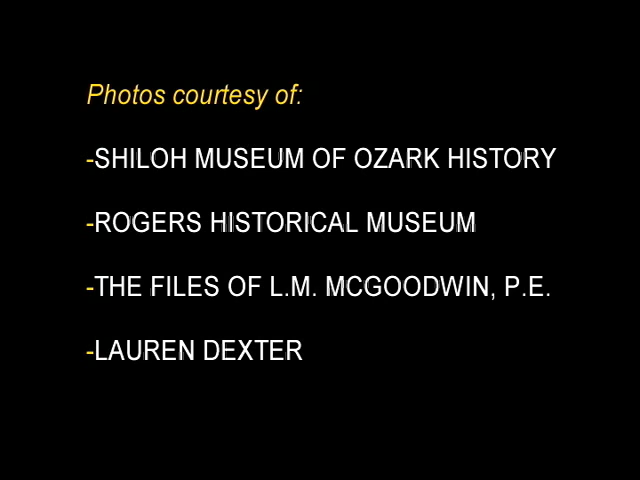 Photos courtesy of:
-SHILOH MUSEUM OF OZARK HISTORY
-ROGERS HISTORICAL MUSEUM
-THE FILES OF L.M. MCGOODWIN, P.E.
-LAUREN DEXTER